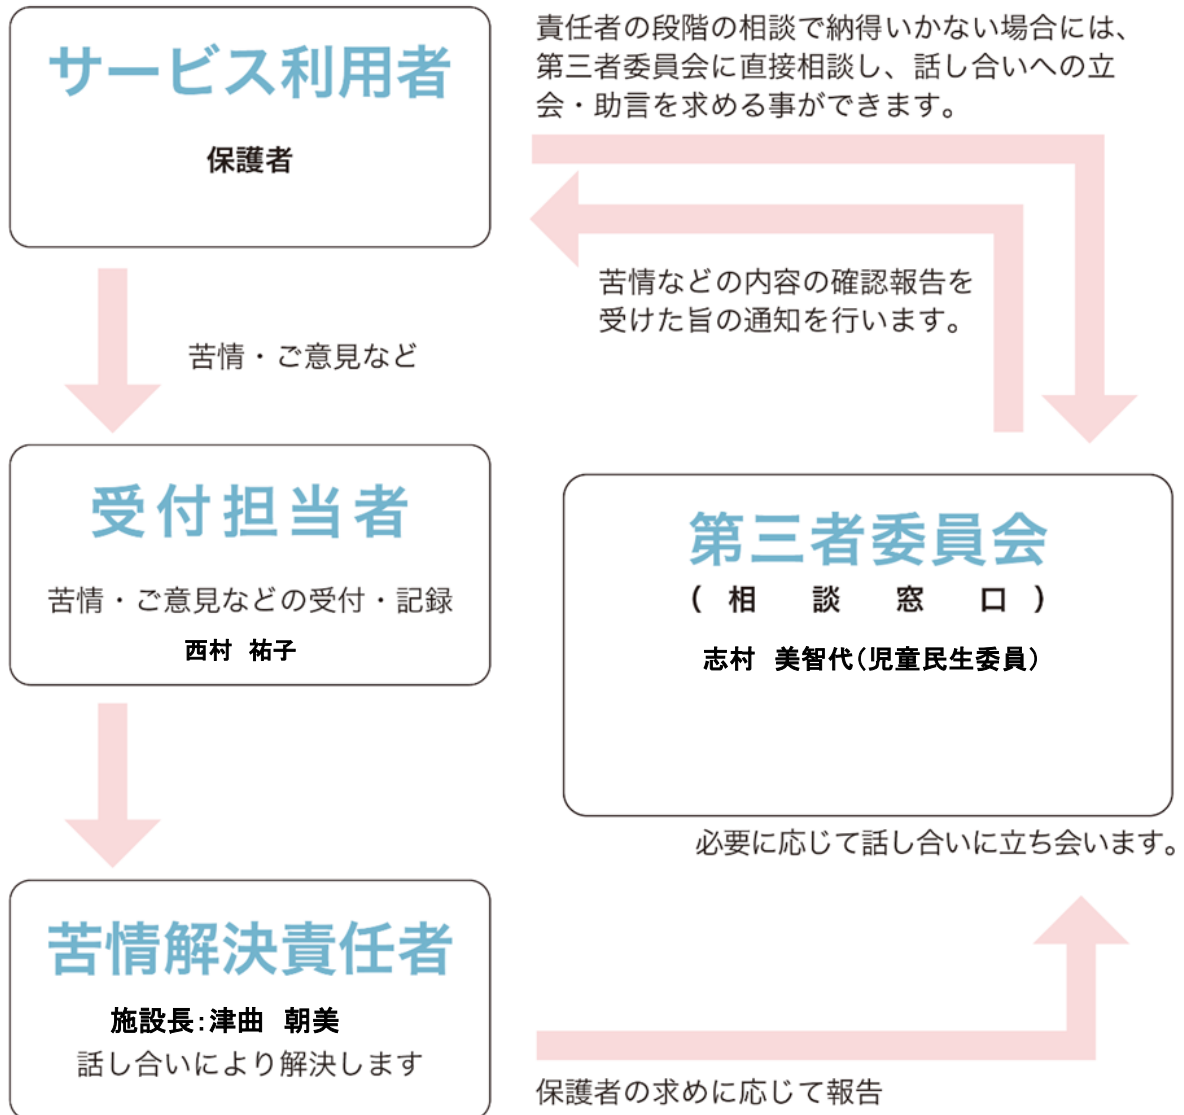 サービス利用者
保護者
責任者の段階の相談で納得いかない場合には、
第三者委員会に直接相談し、話し合いへの立
会・助言を求める事ができます。
苦情などの内容の確認報告を
受けた旨の通知を行います。
苦情・ご意見など
受付担当者
苦情・ご意見などの受付・記録
西村　祐子
第三者委員会
(相談窓口)
志村　美智代(児童民生委員)
必要に応じて話し合いに立ち会います。
苦情解決責任者
施設長:津曲　朝美
話し合いにより解決します
保護者の求めに応じて報告